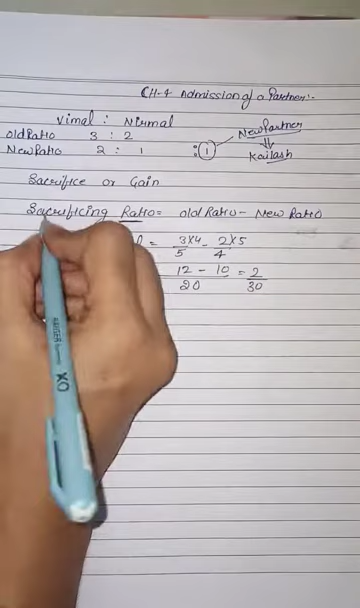 CH-4 Admission of a Partner:-
Vimal : Nirmal
Old Ratio 3 : 2
New Ratio 2 : 1 : 1 New Partner
Kailash
Sacrifice or Gain
Sacrificing Ratio = Old Ratio - New Ratio
= 3x4 - 2x5
5 4
12 - 10 = 2
20 30
XO